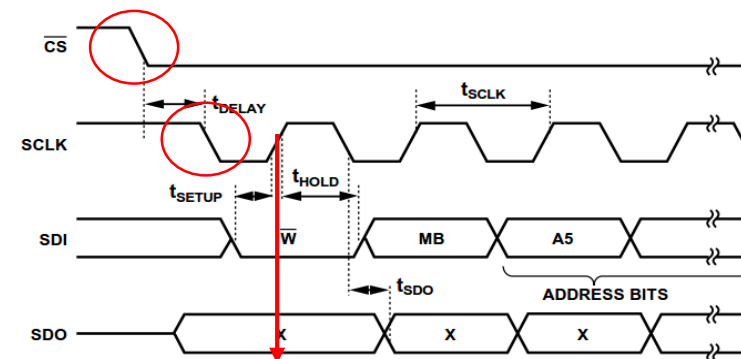 CS
tDELAY
tSCLK
SCLK
tSETUP
tHOLD
SDI
W
MB
A5
tSDO
ADDRESS BITS
SDO
X
X
X